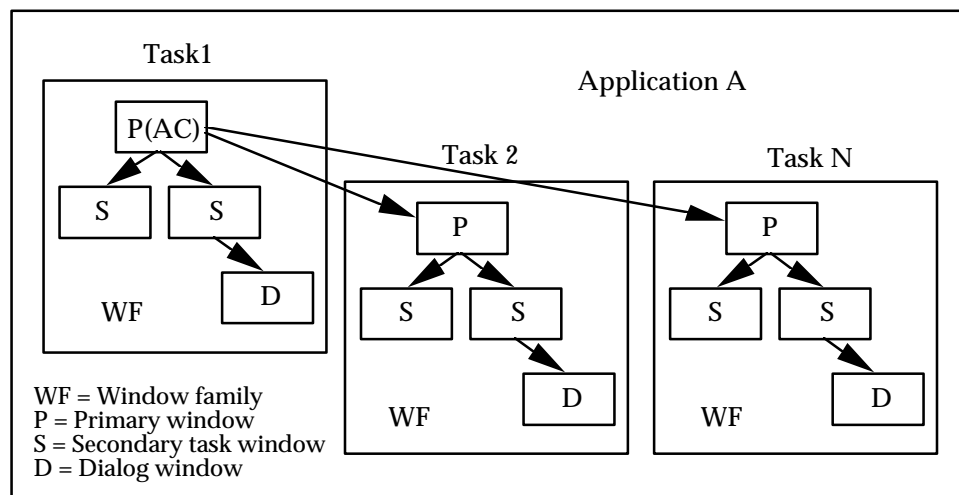 Task1
Application A
P(AC)
Task 2
Task N
S
S
P
P
D
WF
S
S
S
S
D
D
WF
WF
WF = Window family
P = Primary window
S = Secondary task window
D = Dialog window